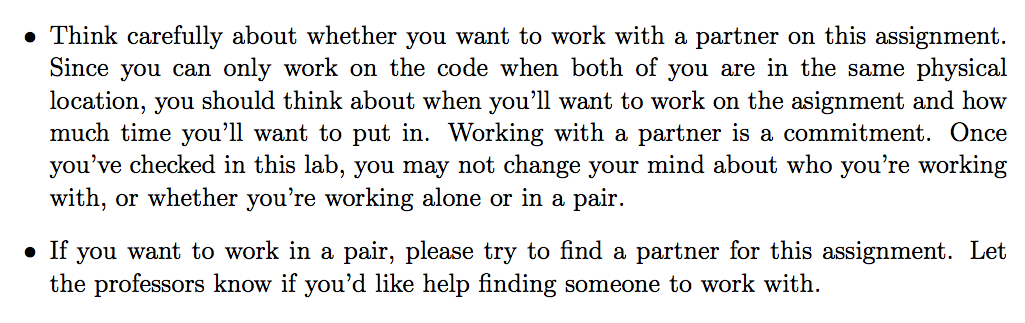 • Think carefully about whether you want to work with a partner on this assignment.
Since you can only work on the code when both of you are in the same physical
location, you should think about when you'll want to work on the asignment and how
much time you'll want to put in. Working with a partner is a commitment. Once
you've checked in this lab, you may not change your mind about who you're working
with, or whether you're working alone or in a pair.
• If you want to work in a pair, please try to find a partner for this assignment. Let
the professors know if you'd like help finding someone to work with.